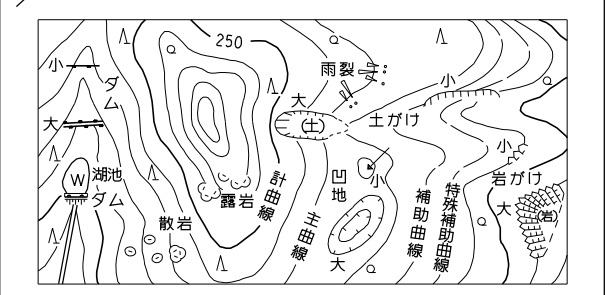 250
小
ダム
大
W
湖池
ダム
散岩
露岩
計曲線
主曲線
大
(土)
雨裂
土がけ
小
凹地
小
大
補助曲線
特殊補助曲線
小
岩がけ
大
(岩)